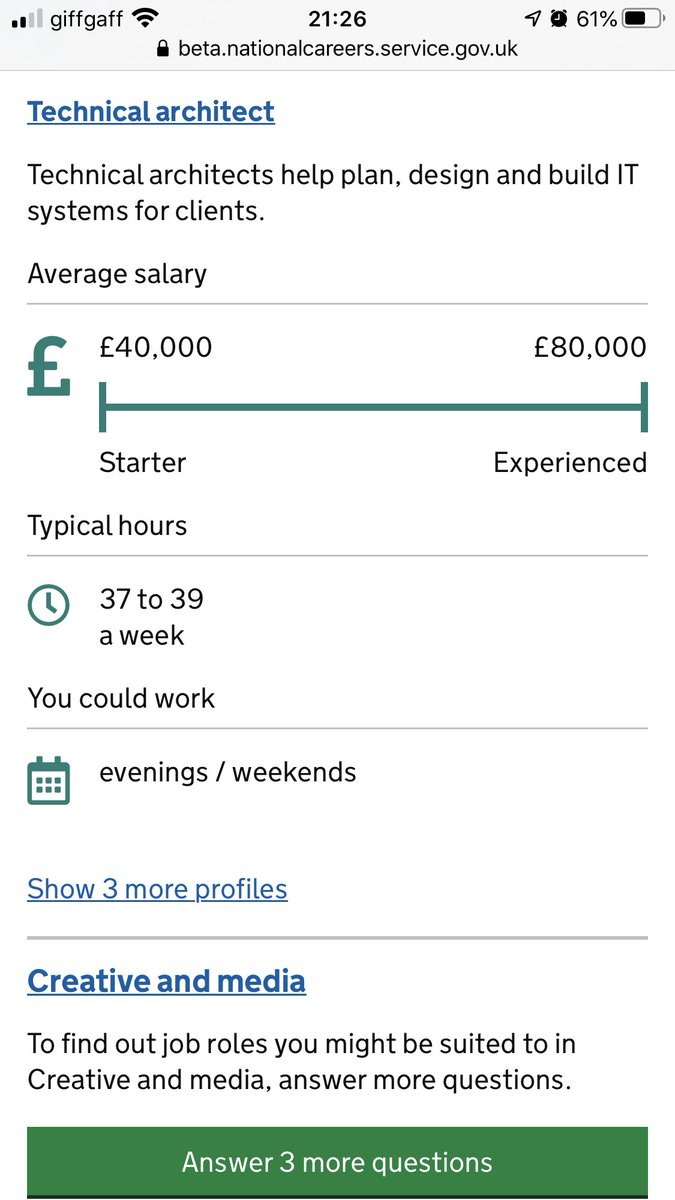 giffgaff 21:26 61%
beta.nationalcareers.service.gov.uk
Technical architect
Technical architects help plan, design and build IT
systems for clients.
Average salary
£
£40,000 £80,000
Starter Experienced
Typical hours
37 to 39
a week
You could work
evenings / weekends
Show 3 more profiles
Creative and media
To find out job roles you might be suited to in
Creative and media, answer more questions.
Answer 3 more questions